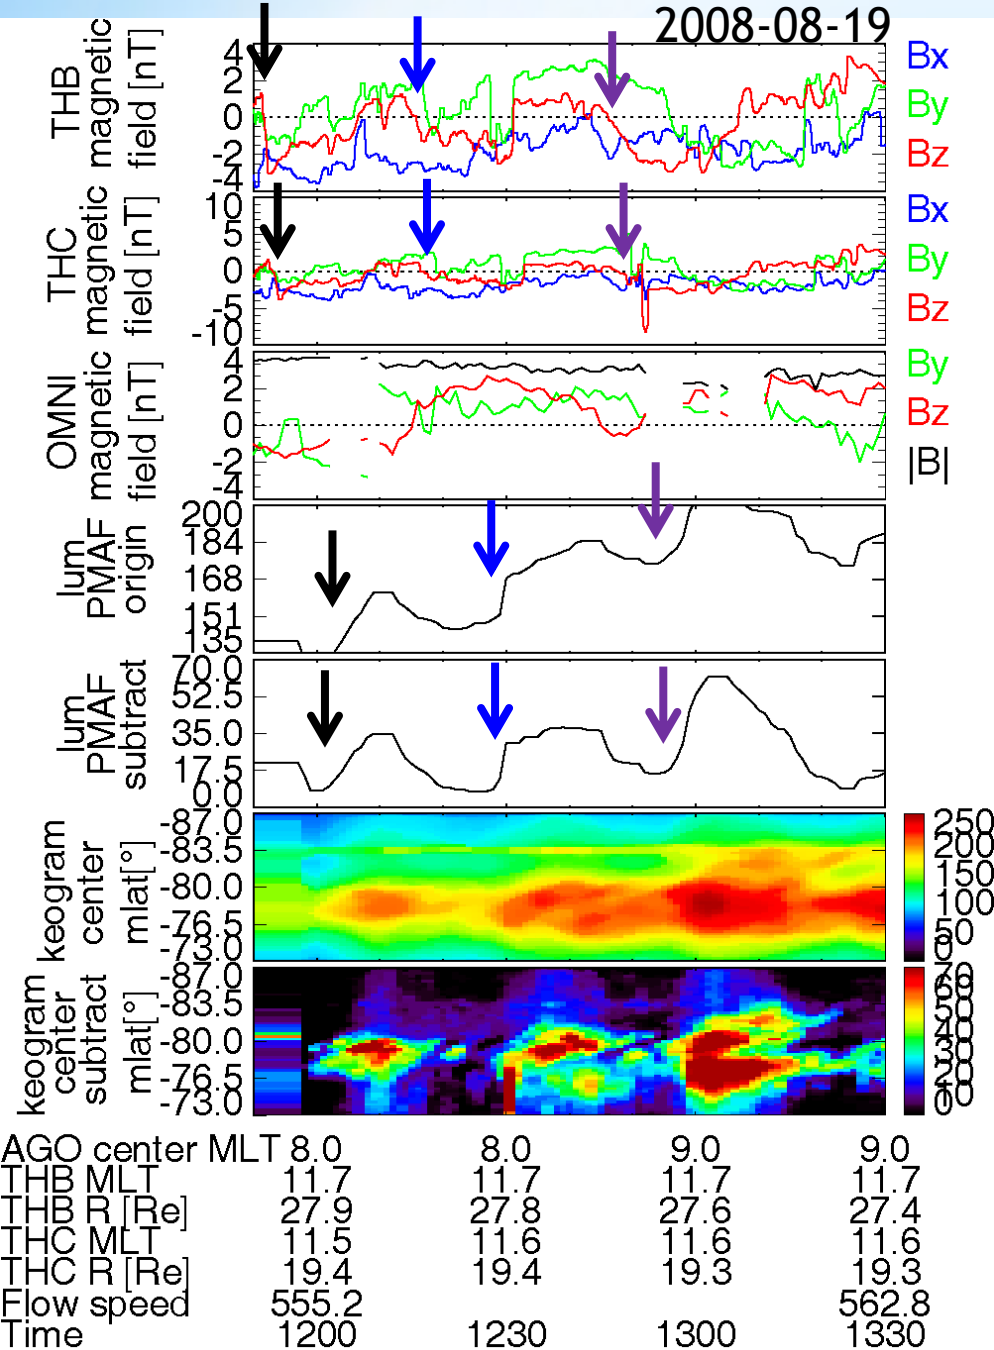 2008-08-19
THB
magnetic
field [nT]
4
2
0
-2
-4
Bx
By
Bz
THC
magnetic
field [nT]
10
5
0
-5
-10
Bx
By
Bz
OMNI
magnetic
field [nT]
4
2
0
-2
-4
By
Bz
|B|
lum
PMAF
origin
200
184
168
151
135
lum
PMAF
subtract
70.0
52.5
35.0
17.5
0.0
keogram
center
mlat[°]
-87.0
-83.5
-80.0
-76.5
-73.0
250
200
150
100
50
0
keogram
center
subtract
mlat[°]
-87.0
-83.5
-80.0
-76.5
-73.0
70
60
50
40
30
20
10
0
AGO center MLT 8.0 8.0 9.0 9.0
THB MLT 11.7 11.7 11.7 11.7
THB R [Re] 27.9 27.8 27.6 27.4
THC MLT 11.5 11.6 11.6 11.6
THC R [Re] 19.4 19.4 19.3 19.3
Flow speed 555.2 562.8
Time 1200 1230 1300 1330